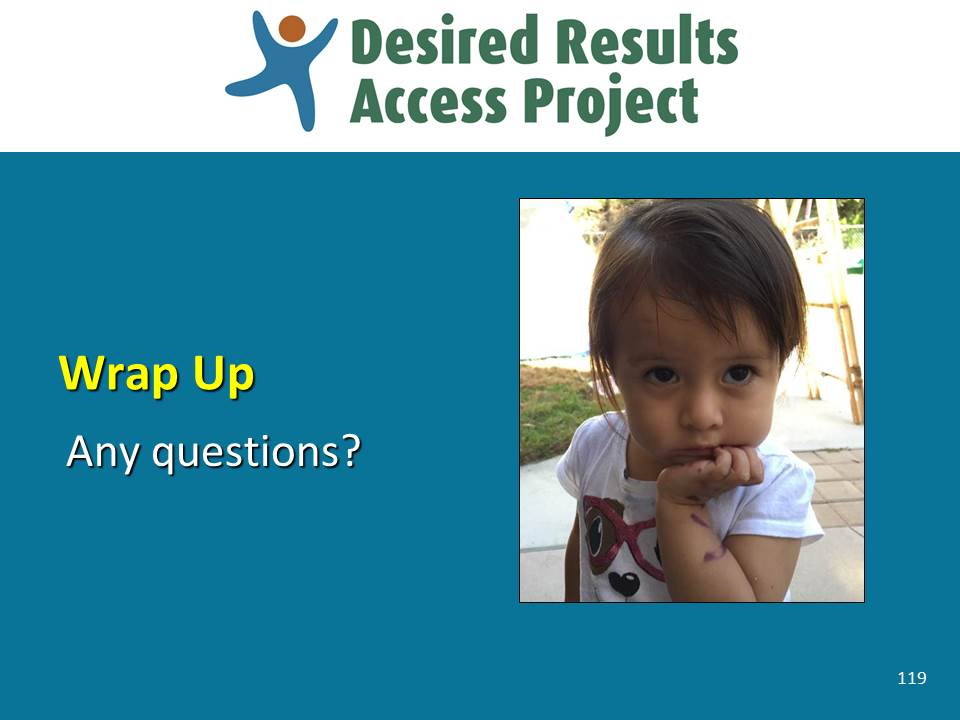 Desired Results
Access Project
Wrap Up
Any questions?
119